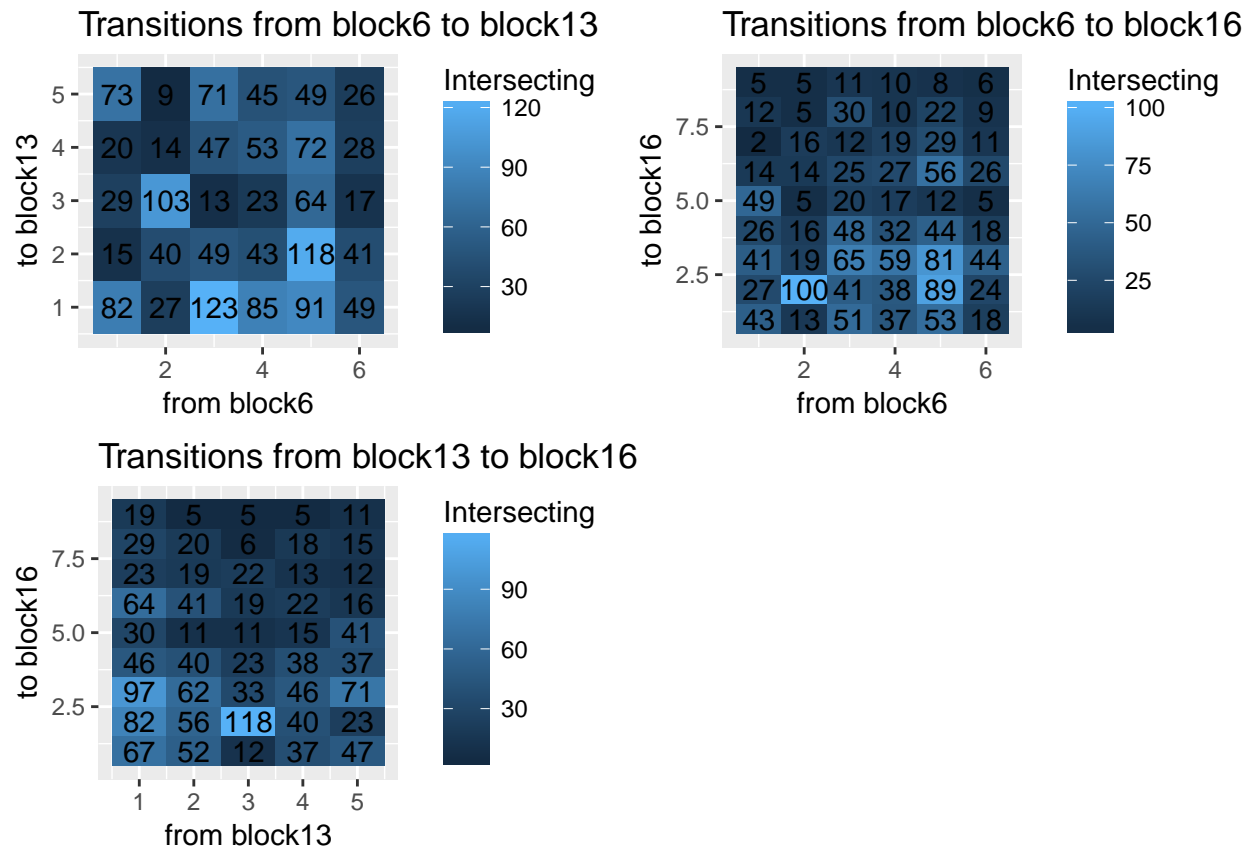 Transitions from block6 to block13
5
4
3
2
1
to block13
73 9 71 45 49 26
20 14 47 53 72 28
29 103 13 23 64 17
15 40 49 43 118 41
82 27 123 85 91 49
2 4 6
from block6
Intersecting
120
90
60
30
Transitions from block6 to block16
7.5
5.0
2.5
to block16
5 5 11 10 8 6
12 5 30 10 22 9
2 16 12 19 29 11
14 14 25 27 56 26
49 5 20 17 12 5
26 16 48 32 44 18
41 19 65 59 81 44
27 100 41 38 89 24
43 13 51 37 53 18
2 4 6
from block6
Intersecting
100
75
50
25
Transitions from block13 to block16
7.5
5.0
2.5
to block16
19 5 5 5 11
29 20 6 18 15
23 19 22 13 12
64 41 19 22 16
30 11 11 15 41
46 40 23 38 37
97 62 33 46 71
82 56 118 40 23
67 52 12 37 47
1 2 3 4 5
from block13
Intersecting
90
60
30